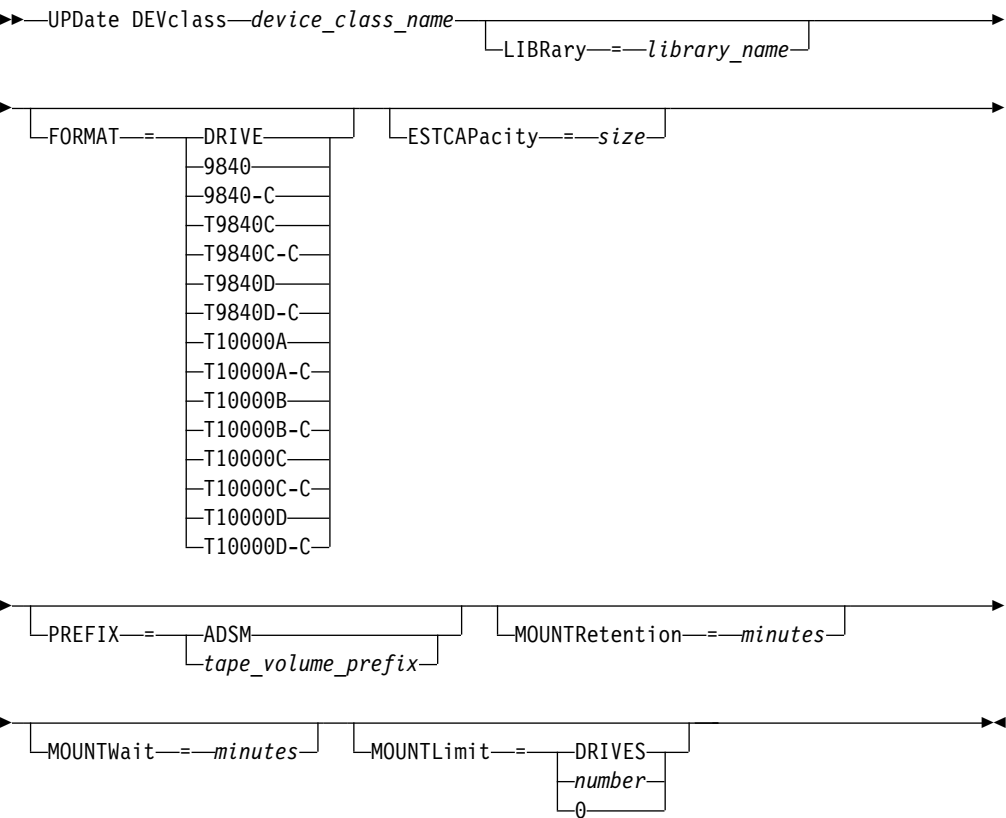 UPDate DEVclass device_class_name
LIBRary = library_name
FORMAT = DRIVE
9840
9840-C
T9840C
T9840C-C
T9840D
T9840D-C
T10000A
T10000A-C
T10000B
T10000B-C
T10000C
T10000C-C
T10000D
T10000D-C
ESTCAPacity = size
PREFIX = ADSM
tape_volume_prefix
MOUNTRetention = minutes
MOUNTWait = minutes
MOUNTLimit = DRIVES
number
0